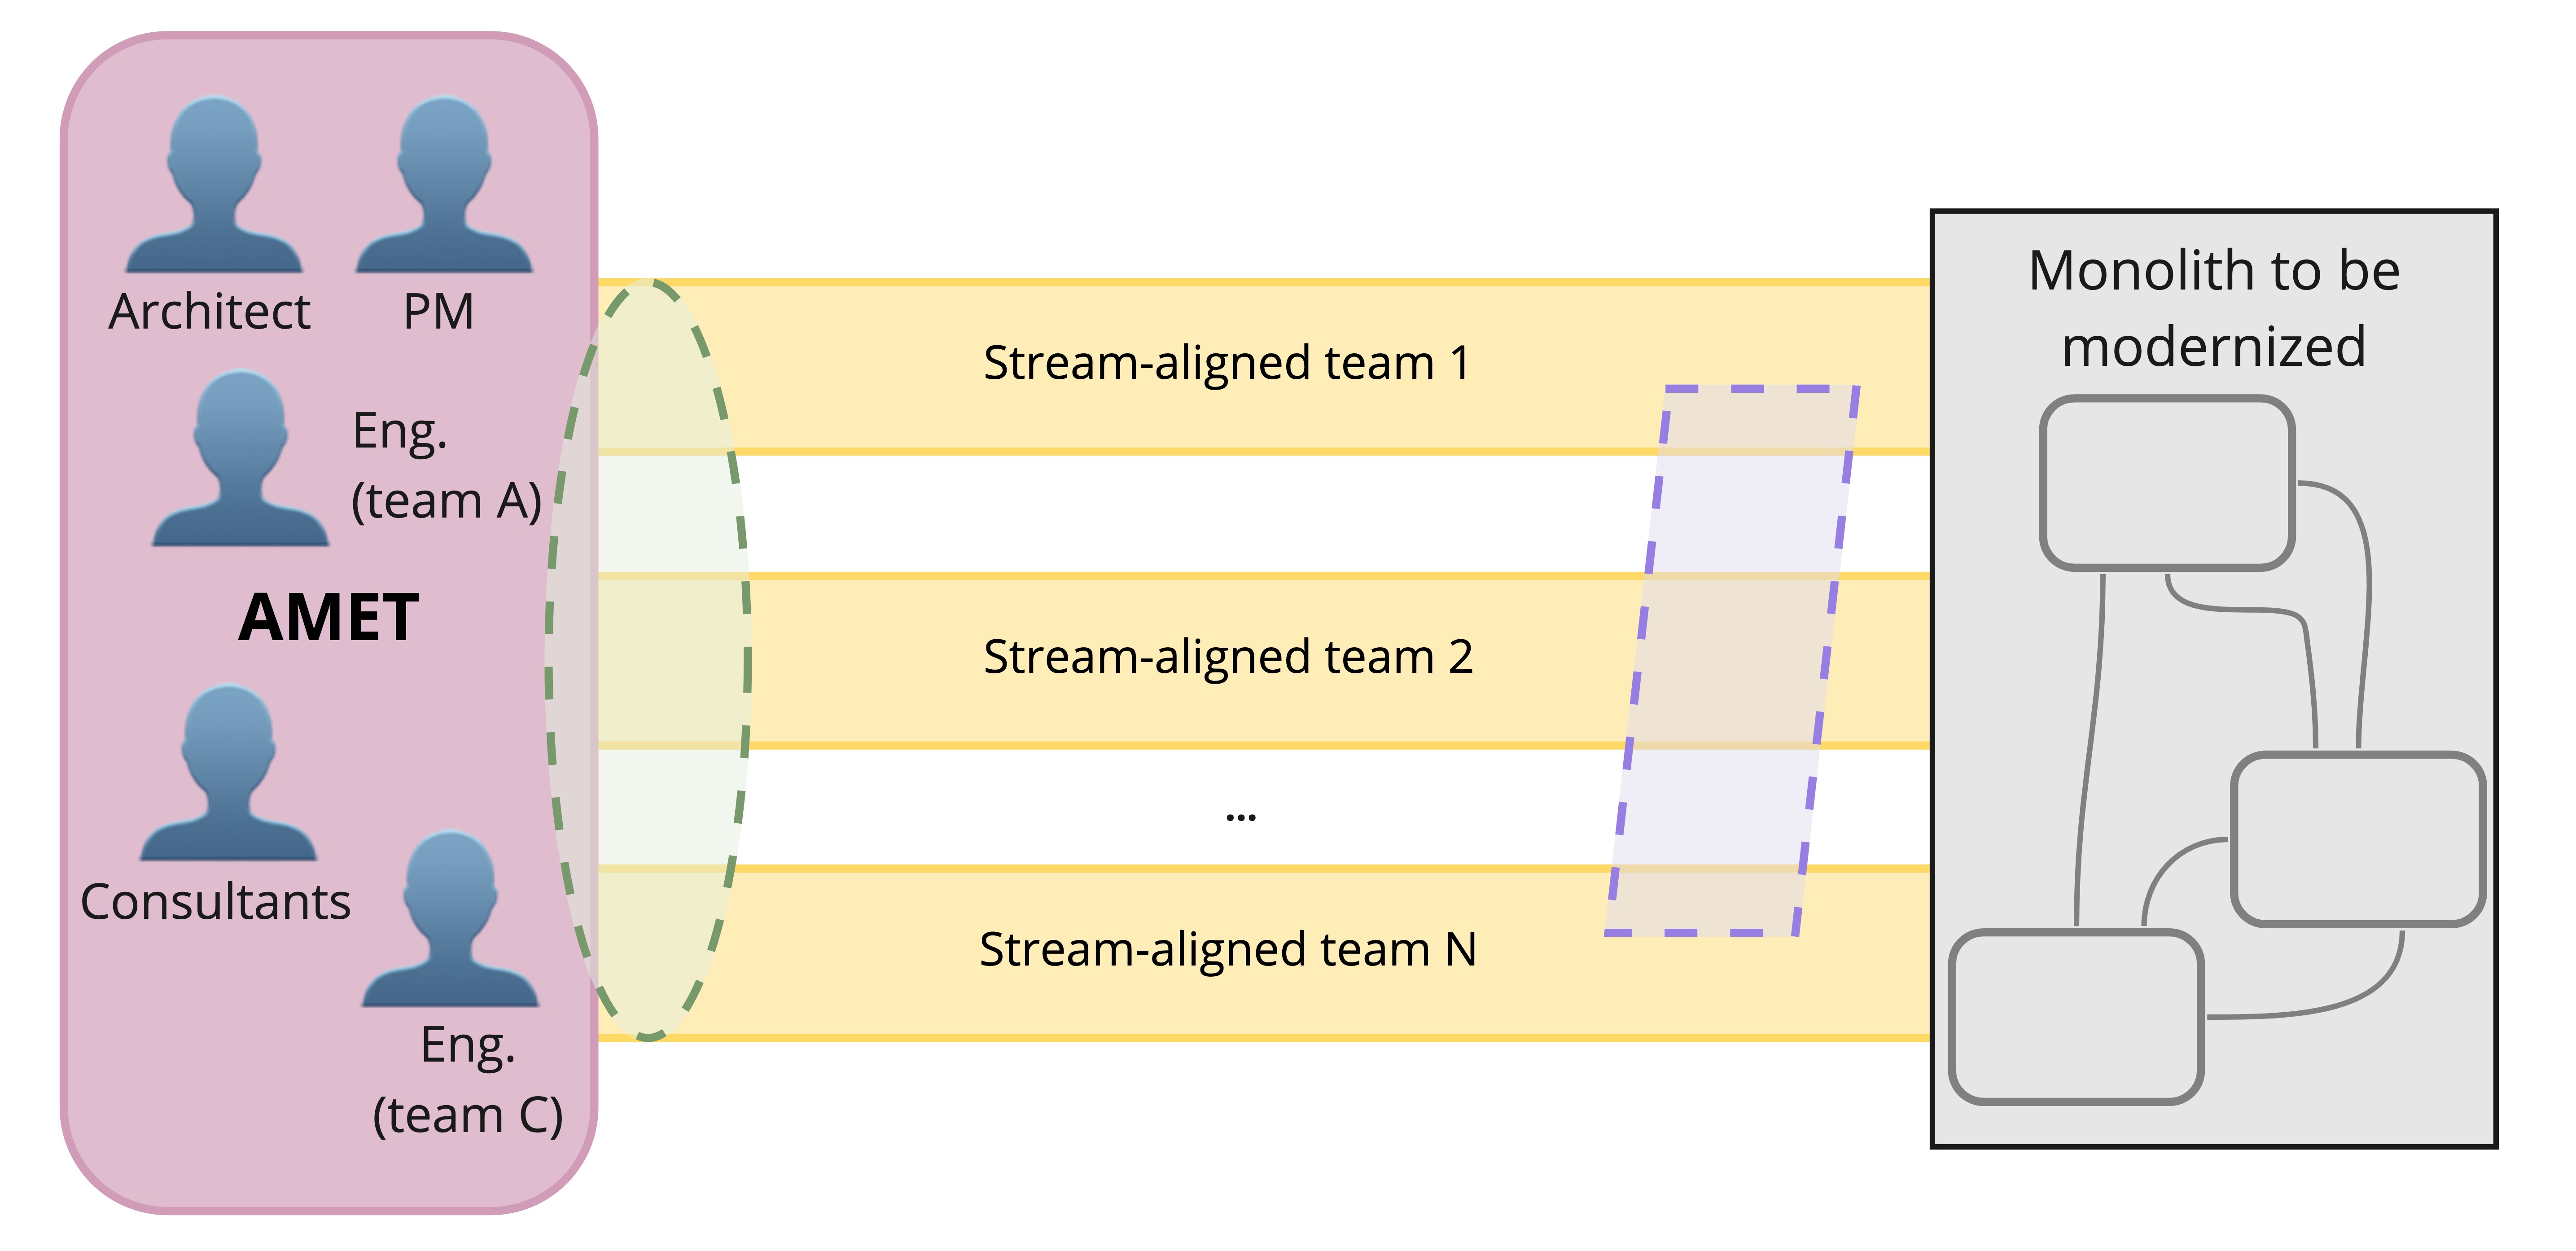 Architect
PM
Eng.
(team A)
AMET
Consultants
Eng.
(team C)
Stream-aligned team 1
Stream-aligned team 2
...
Stream-aligned team N
Monolith to be
modernized